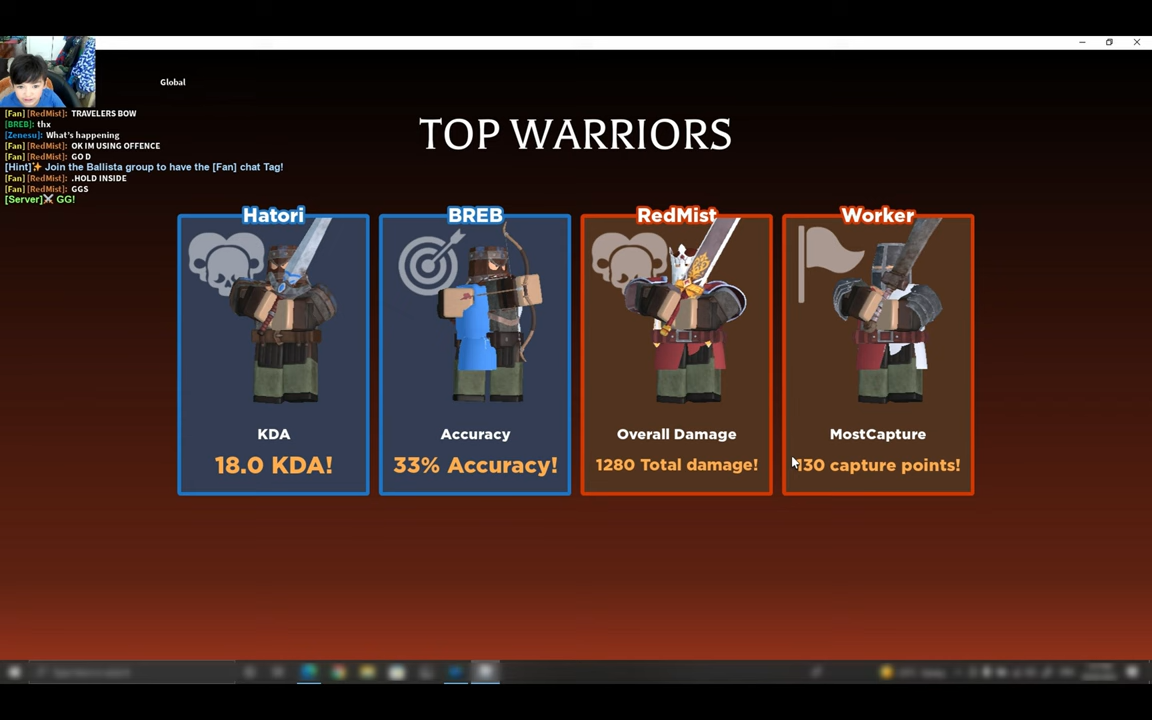 Global
[Fan] [RedMist]: TRAVELERS BOW
[BREB]: thx
[Zenesu]: What's happening
[Fan] [RedMist]: OK IM USING OFFENCE
[Fan] [RedMist]: GO D
[Hint]✨ Join the Ballista group to have the [Fan] chat Tag!
[Fan] [RedMist]: .HOLD INSIDE
[Fan] [RedMist]: GGS
[Server]⚔ GG!
TOP WARRIORS
Hatori BREB RedMist Worker
KDA Accuracy Overall Damage MostCapture
18.0 KDA! 33% Accuracy! 1280 Total damage! 130 capture points!